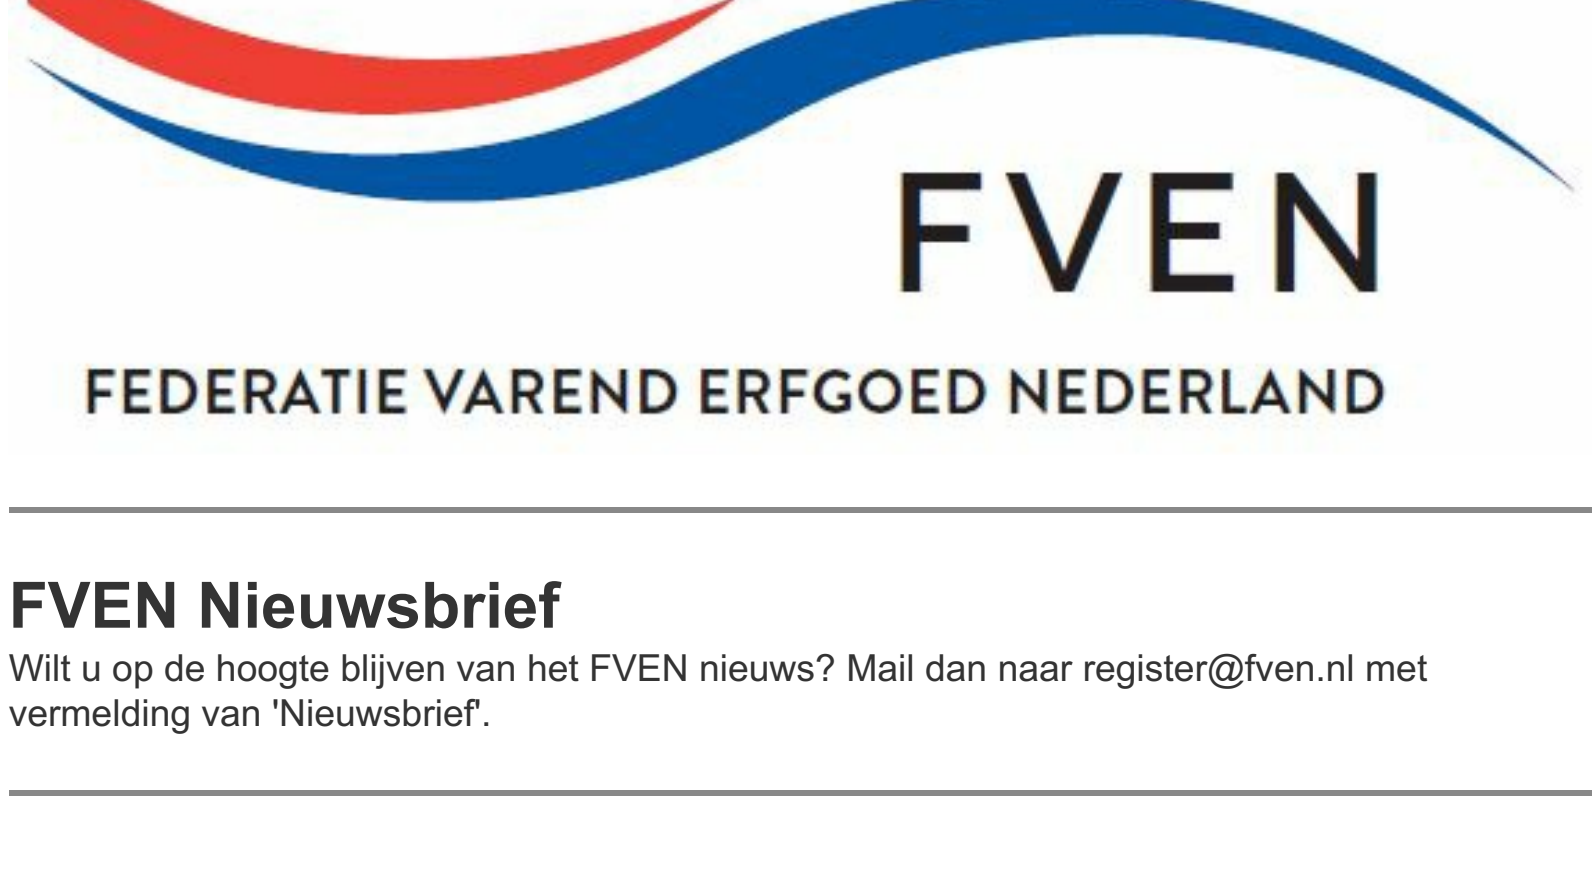 FVEN
FEDERATIE VAREND ERFGOED NEDERLAND
FVEN Nieuwsbrief
Wilt u op de hoogte blijven van het FVEN nieuws? Mail dan naar register@fven.nl met
vermelding van 'Nieuwsbrief'.